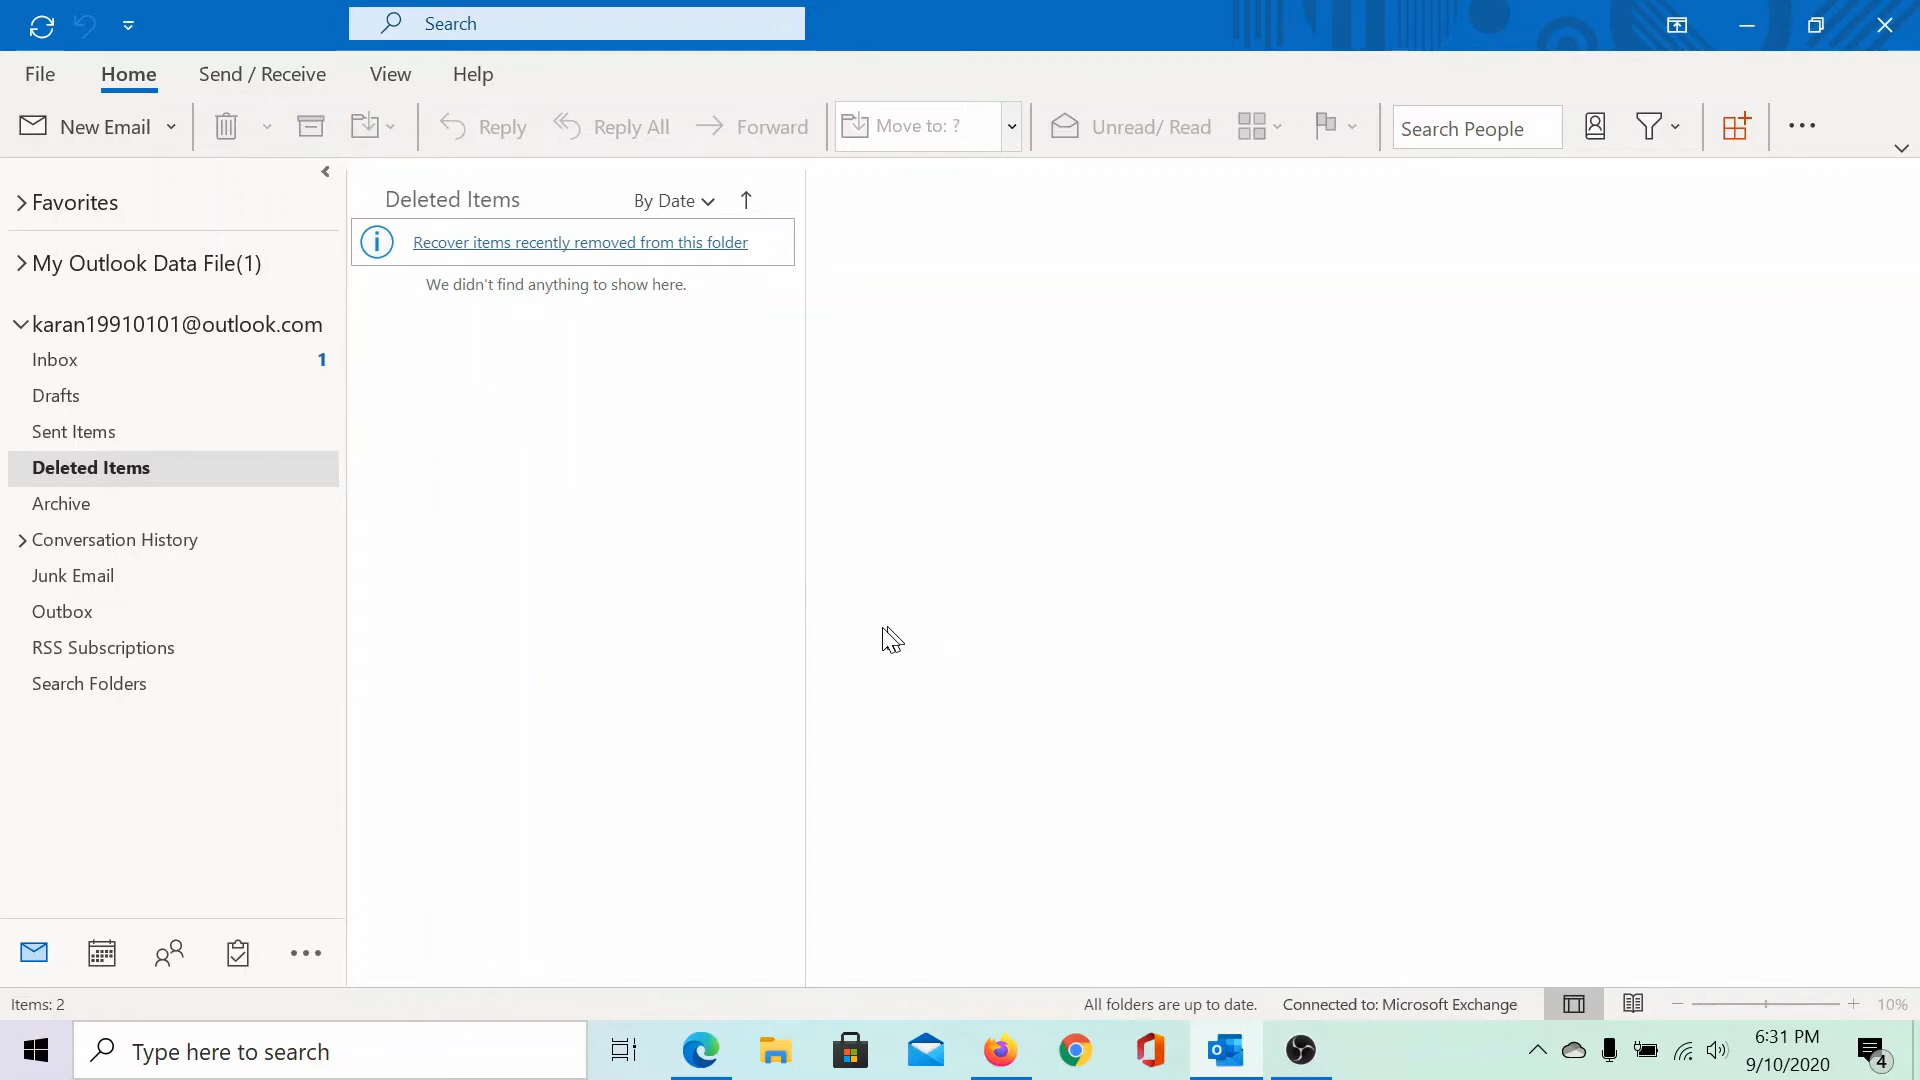 Search
File Home Send / Receive View Help
New Email Reply Reply All Forward Move to: ? Unread/ Read Search People
Favorites
My Outlook Data File(1)
karan19910101@outlook.com
Inbox 1
Drafts
Sent Items
Deleted Items
Archive
Conversation History
Junk Email
Outbox
RSS Subscriptions
Search Folders
Deleted Items By Date
Recover items recently removed from this folder
We didn't find anything to show here.
Items: 2 All folders are up to date. Connected to: Microsoft Exchange 10%
Type here to search
6:31 PM
9/10/2020
4